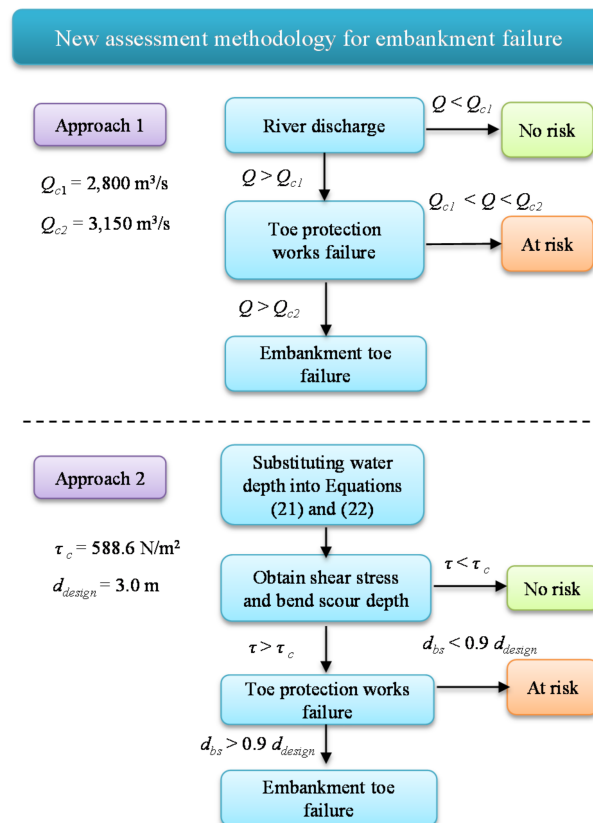 New assessment methodology for embankment failure
Approach 1
Q_c1 = 2,800 m³/s
Q_c2 = 3,150 m³/s
River discharge
Q < Q_c1
No risk
Q > Q_c1
Q_c1 < Q < Q_c2
Toe protection
works failure
At risk
Q > Q_c2
Embankment toe
failure
Approach 2
τ_c = 588.6 N/m²
d_design = 3.0 m
Substituting water
depth into Equations
(21) and (22)
Obtain shear stress
and bend scour depth
τ < τ_c
No risk
τ > τ_c
d_bs < 0.9 d_design
Toe protection works
failure
At risk
d_bs > 0.9 d_design
Embankment toe
failure